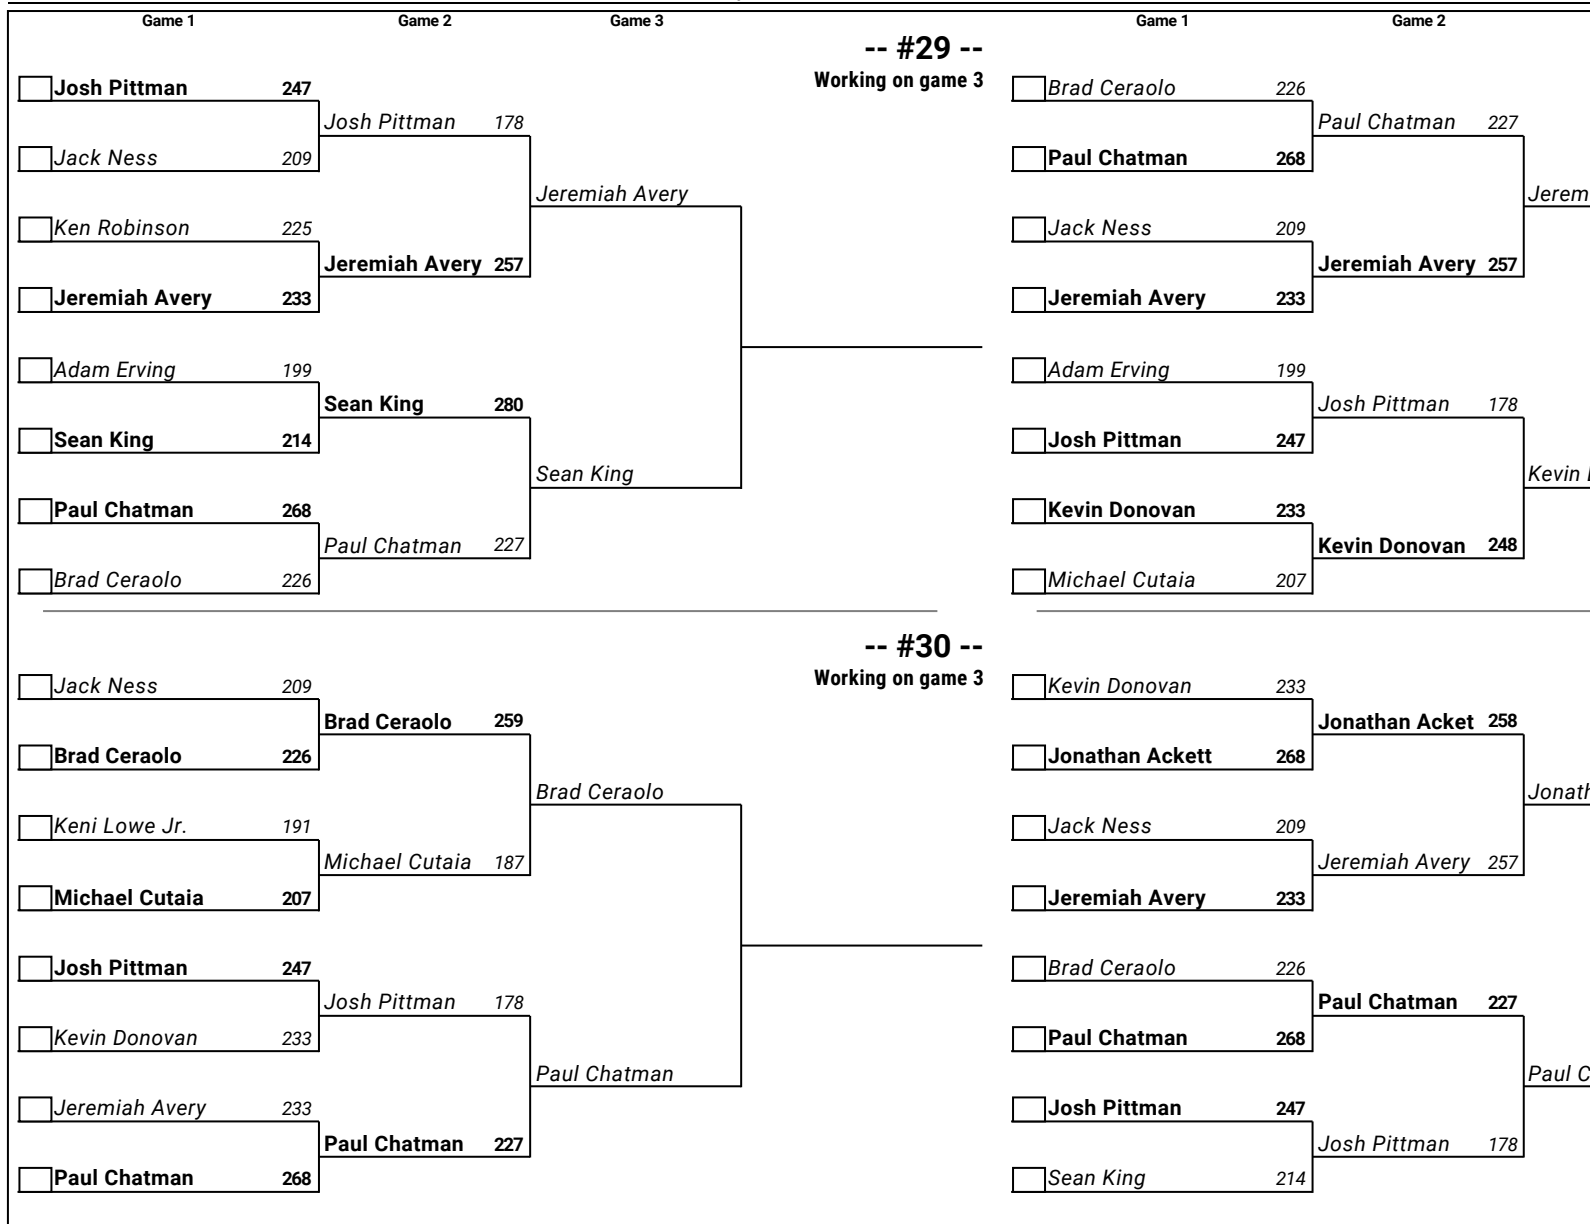 Game 1 Game 2 Game 3
-- #29 --
Working on game 3
Josh Pittman 247
Josh Pittman 178
Jack Ness 209
Jeremiah Avery
Ken Robinson 225
Jeremiah Avery 257
Jeremiah Avery 233
Adam Erving 199
Sean King 280
Sean King 214
Sean King
Paul Chatman 268
Paul Chatman 227
Brad Ceraolo 226
-- #30 --
Working on game 3
Jack Ness 209
Brad Ceraolo 259
Brad Ceraolo 226
Brad Ceraolo
Keni Lowe Jr. 191
Michael Cutaia 187
Michael Cutaia 207
Josh Pittman 247
Josh Pittman 178
Kevin Donovan 233
Paul Chatman
Jeremiah Avery 233
Paul Chatman 227
Paul Chatman 268
Game 1 Game 2
Brad Ceraolo 226
Paul Chatman 227
Paul Chatman 268
Jerem
Jack Ness 209
Jeremiah Avery 257
Jeremiah Avery 233
Adam Erving 199
Josh Pittman 178
Josh Pittman 247
Kevin
Kevin Donovan 233
Kevin Donovan 248
Michael Cutaia 207
Kevin Donovan 233
Jonathan Acket 258
Jonathan Ackett 268
Jonath
Jack Ness 209
Jeremiah Avery 257
Jeremiah Avery 233
Brad Ceraolo 226
Paul Chatman 227
Paul Chatman 268
Paul C
Josh Pittman 247
Josh Pittman 178
Sean King 214